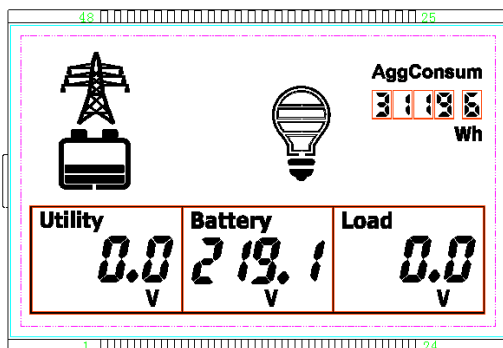 48 25
AggConsum
31196
Wh
Utility Battery Load
0.0 219.1 0.0
V V V
1 24